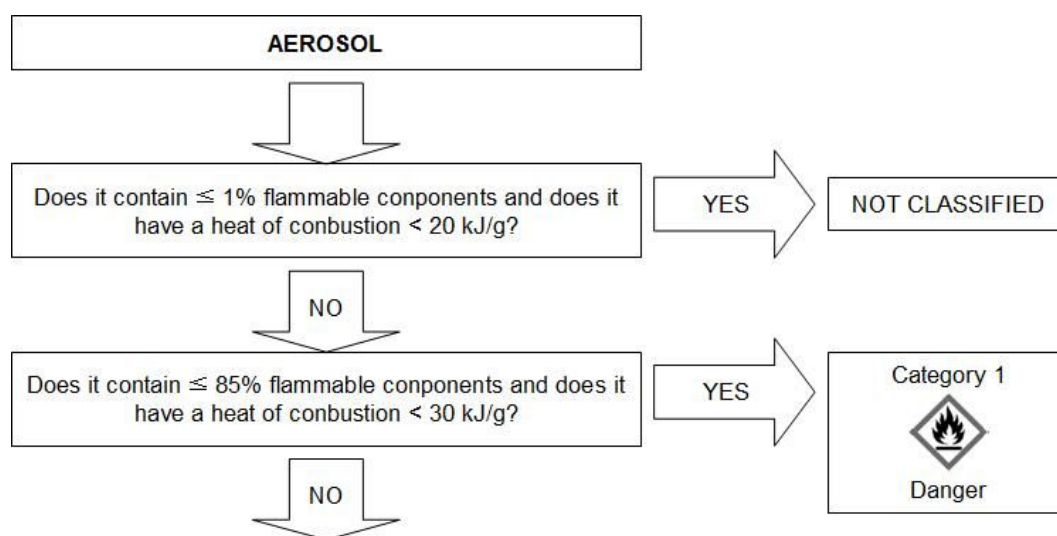 AEROSOL
Does it contain ≦ 1% flammable conponents and does it
have a heat of conbustion < 20 kJ/g?
YES
NOT CLASSIFIED
NO
Does it contain ≦ 85% flammable conponents and does it
have a heat of conbustion < 30 kJ/g?
YES
Category 1
Danger
NO